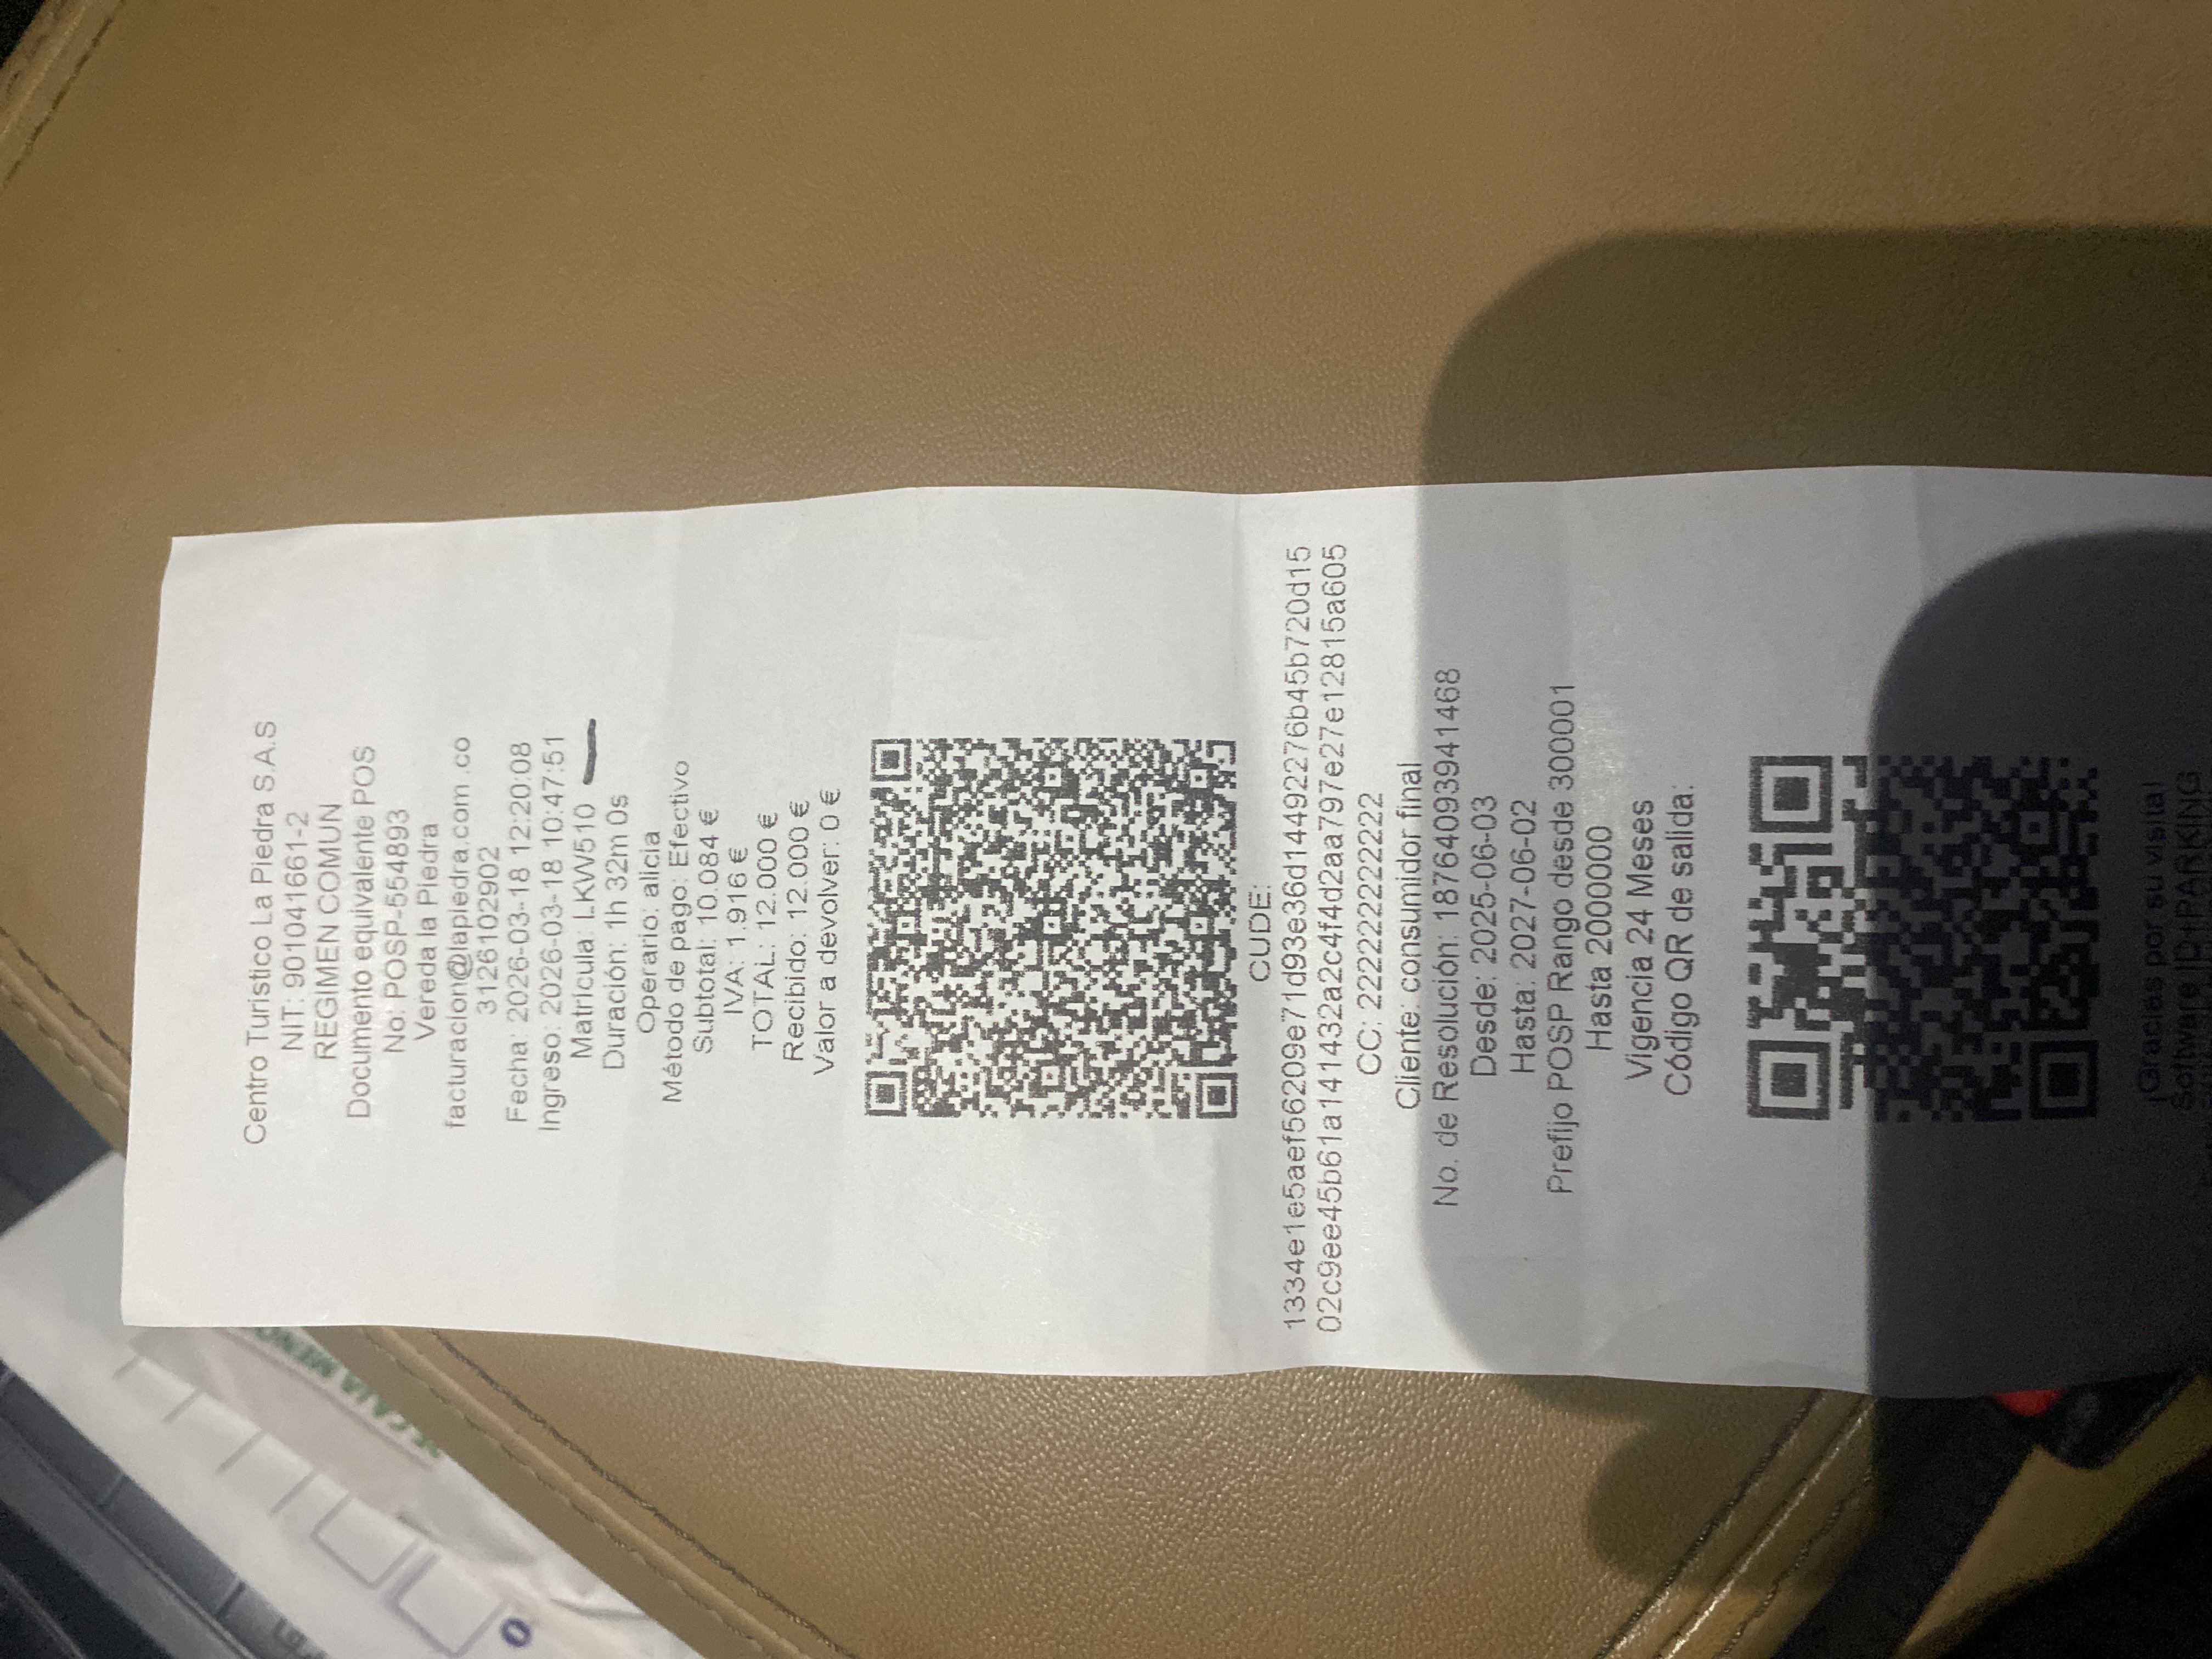 Centro Turistico La Piedra S.A.S
NIT: 901041661-2
REGIMEN COMUN
Documento equivalente POS
No: POSP-554893
Vereda la Piedra
facturacion@lapiedra.com.co
3126102902
Fecha: 2026-03-18 12:20:08
Ingreso: 2026-03-18 10:47:51
Matricula: LKW510
Duración: 1h 32m 0s
Operario: alicia
Método de pago: Efectivo
Subtotal: 10.084 €
IVA: 1.916 €
TOTAL: 12.000 €
Recibido: 12.000 €
Valor a devolver: 0 €
CUDE:
1334e1e5aef56209e71d93e36d14492276b45b720d15
02c9ee45b61a141432a2c4f4d2aa797e27e12815a605
CC: 222222222222
Cliente: consumidor final
No. de Resolución: 18764093941468
Desde: 2025-06-03
Hasta: 2027-06-02
Prefijo POSP Rango desde 300001
Hasta 2000000
Vigencia 24 Meses
Código QR de salida:
¡Gracias por su visita!
Software ID+PARKING